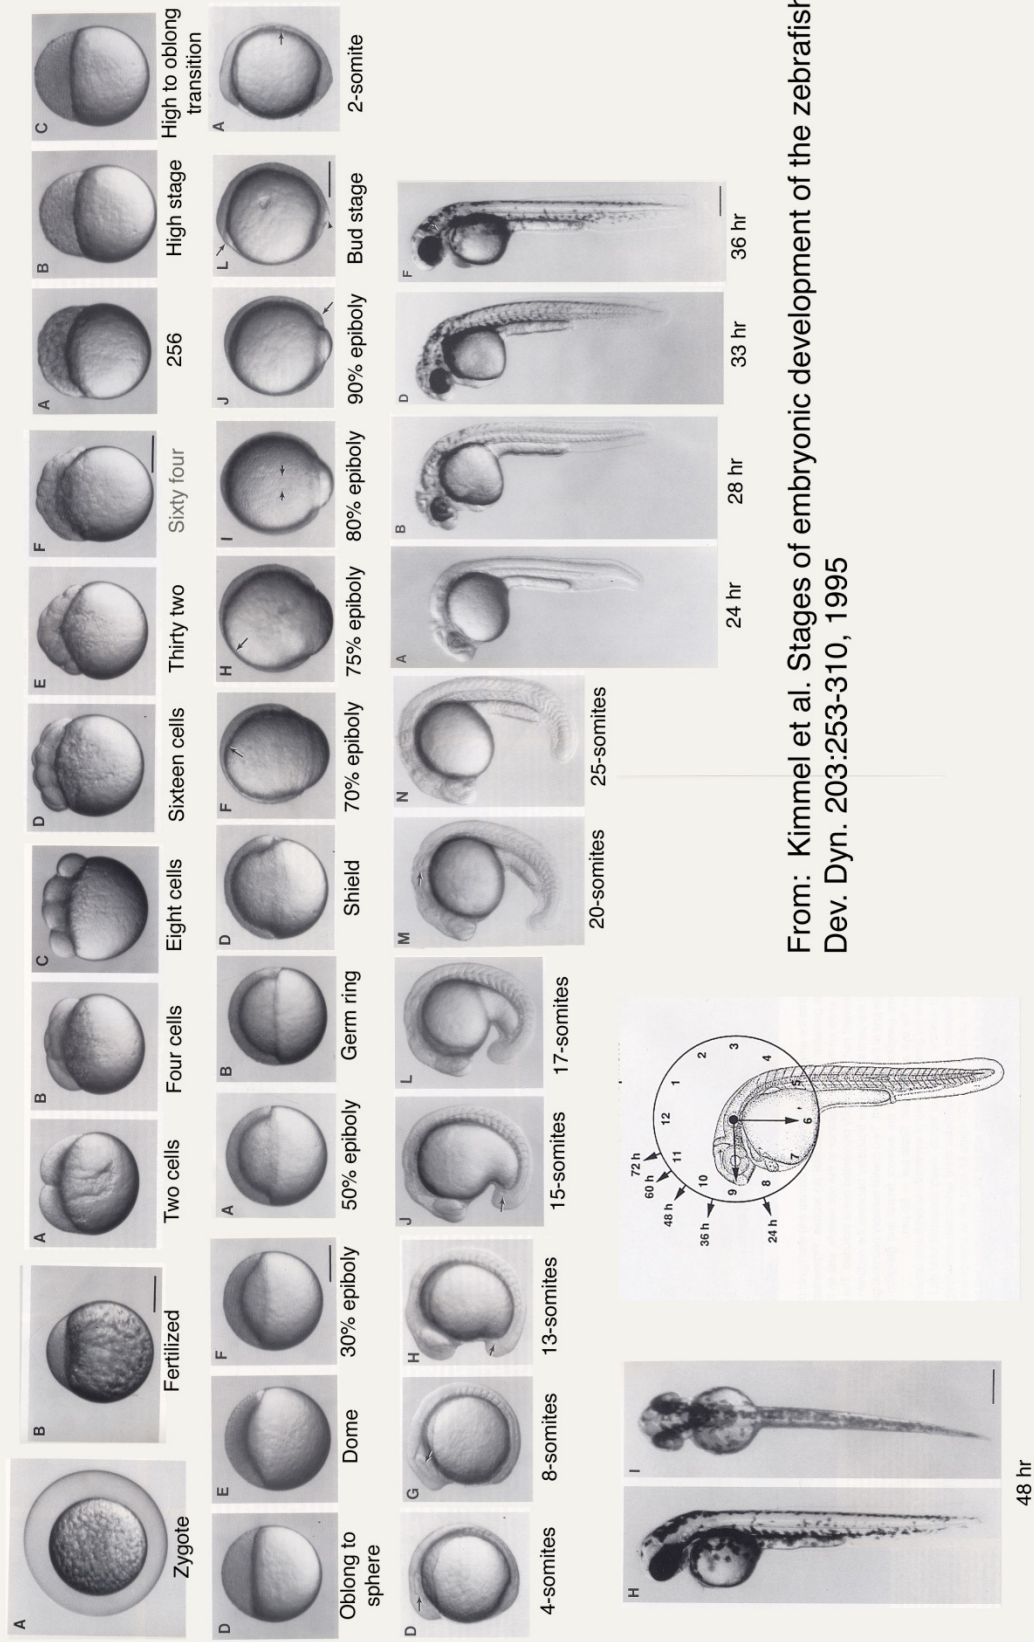 A
B
A
B
C
D
E
F
A
B
C
Zygote
Fertilized
Two cells
Four cells
Eight cells
Sixteen cells
Thirty two
Sixty four
256
High stage
High to oblong
transition
D
E
F
A
B
D
F
H
I
J
L
A
Oblong to
sphere
Dome
30% epiboly
50% epiboly
Germ ring
Shield
70% epiboly
75% epiboly
80% epiboly
90% epiboly
Bud stage
2-somite
D
G
H
J
L
M
N
A
B
D
F
4-somites
8-somites
13-somites
15-somites
17-somites
20-somites
25-somites
24 hr
28 hr
33 hr
36 hr
H
I
48 hr
72 h
60 h
48 h
36 h
24 h
12
1
2
3
4
5
6
7
8
9
10
11
From: Kimmel et al. Stages of embryonic development of the zebrafish
Dev. Dyn. 203:253-310, 1995